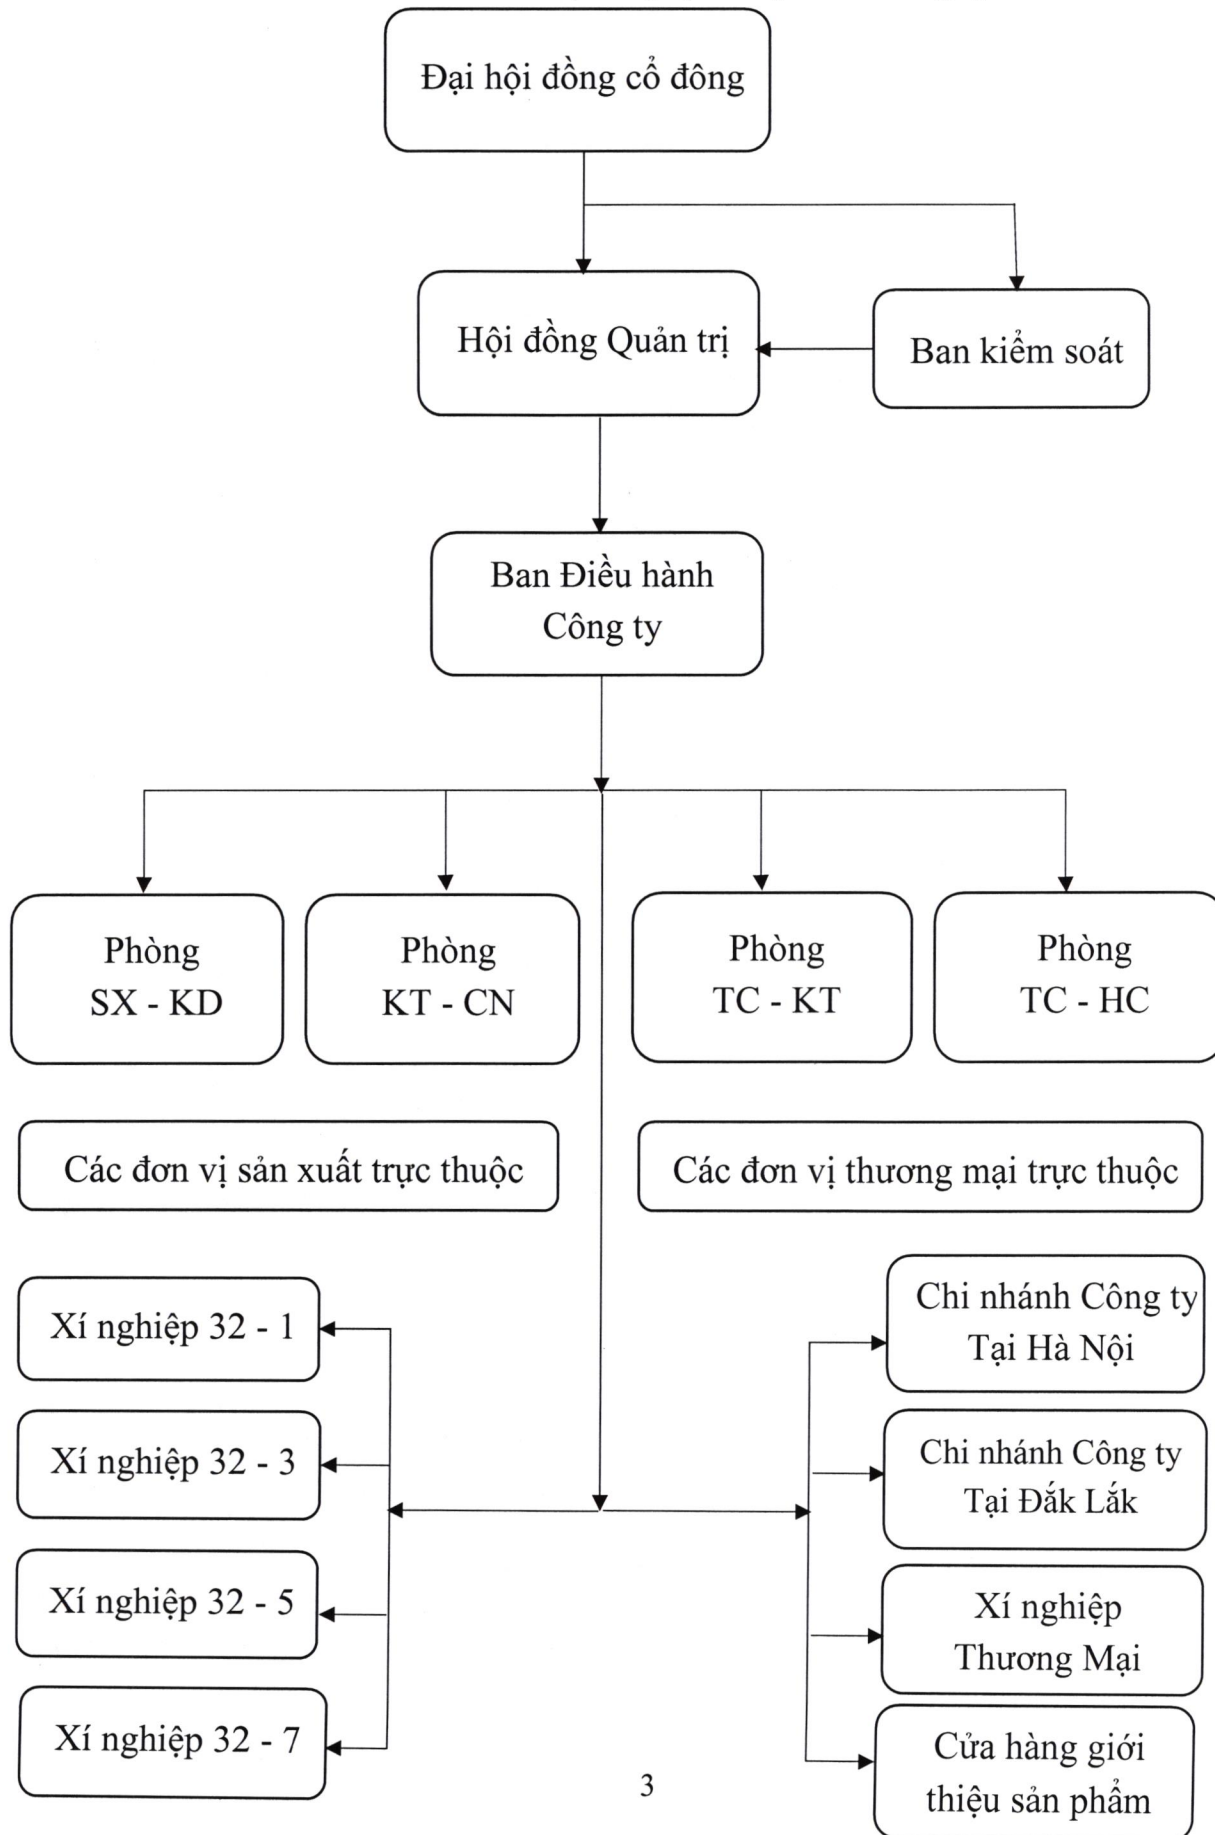 Đại hội đồng cổ đông
Hội đồng Quản trị
Ban kiểm soát
Ban Điều hành
Công ty
Phòng
SX - KD
Phòng
KT - CN
Phòng
TC - KT
Phòng
TC - HC
Các đơn vị sản xuất trực thuộc
Các đơn vị thương mại trực thuộc
Xí nghiệp 32 - 1
Xí nghiệp 32 - 3
Xí nghiệp 32 - 5
Xí nghiệp 32 - 7
Chi nhánh Công ty
Tại Hà Nội
Chi nhánh Công ty
Tại Đắk Lắk
Xí nghiệp
Thương Mại
Cửa hàng giới
thiệu sản phẩm
3